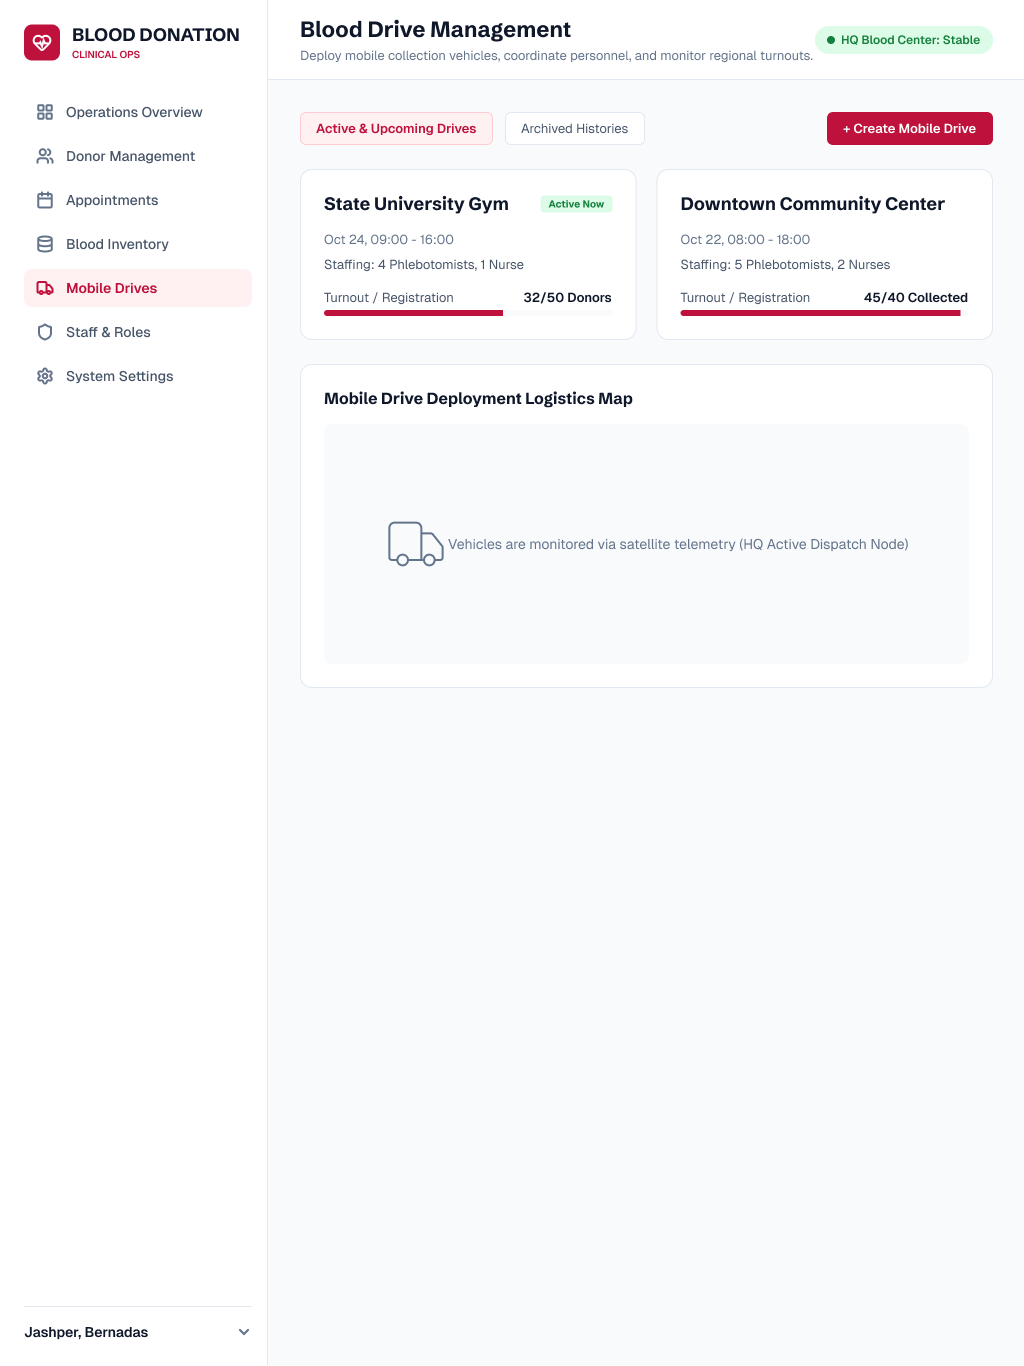 BLOOD DONATION
CLINICAL OPS
Operations Overview
Donor Management
Appointments
Blood Inventory
Mobile Drives
Staff & Roles
System Settings
Jashper, Bernadas
Blood Drive Management
Deploy mobile collection vehicles, coordinate personnel, and monitor regional turnouts.
HQ Blood Center: Stable
Active & Upcoming Drives
Archived Histories
+ Create Mobile Drive
State University Gym
Active Now
Oct 24, 09:00 - 16:00
Staffing: 4 Phlebotomists, 1 Nurse
Turnout / Registration
32/50 Donors
Downtown Community Center
Oct 22, 08:00 - 18:00
Staffing: 5 Phlebotomists, 2 Nurses
Turnout / Registration
45/40 Collected
Mobile Drive Deployment Logistics Map
Vehicles are monitored via satellite telemetry (HQ Active Dispatch Node)